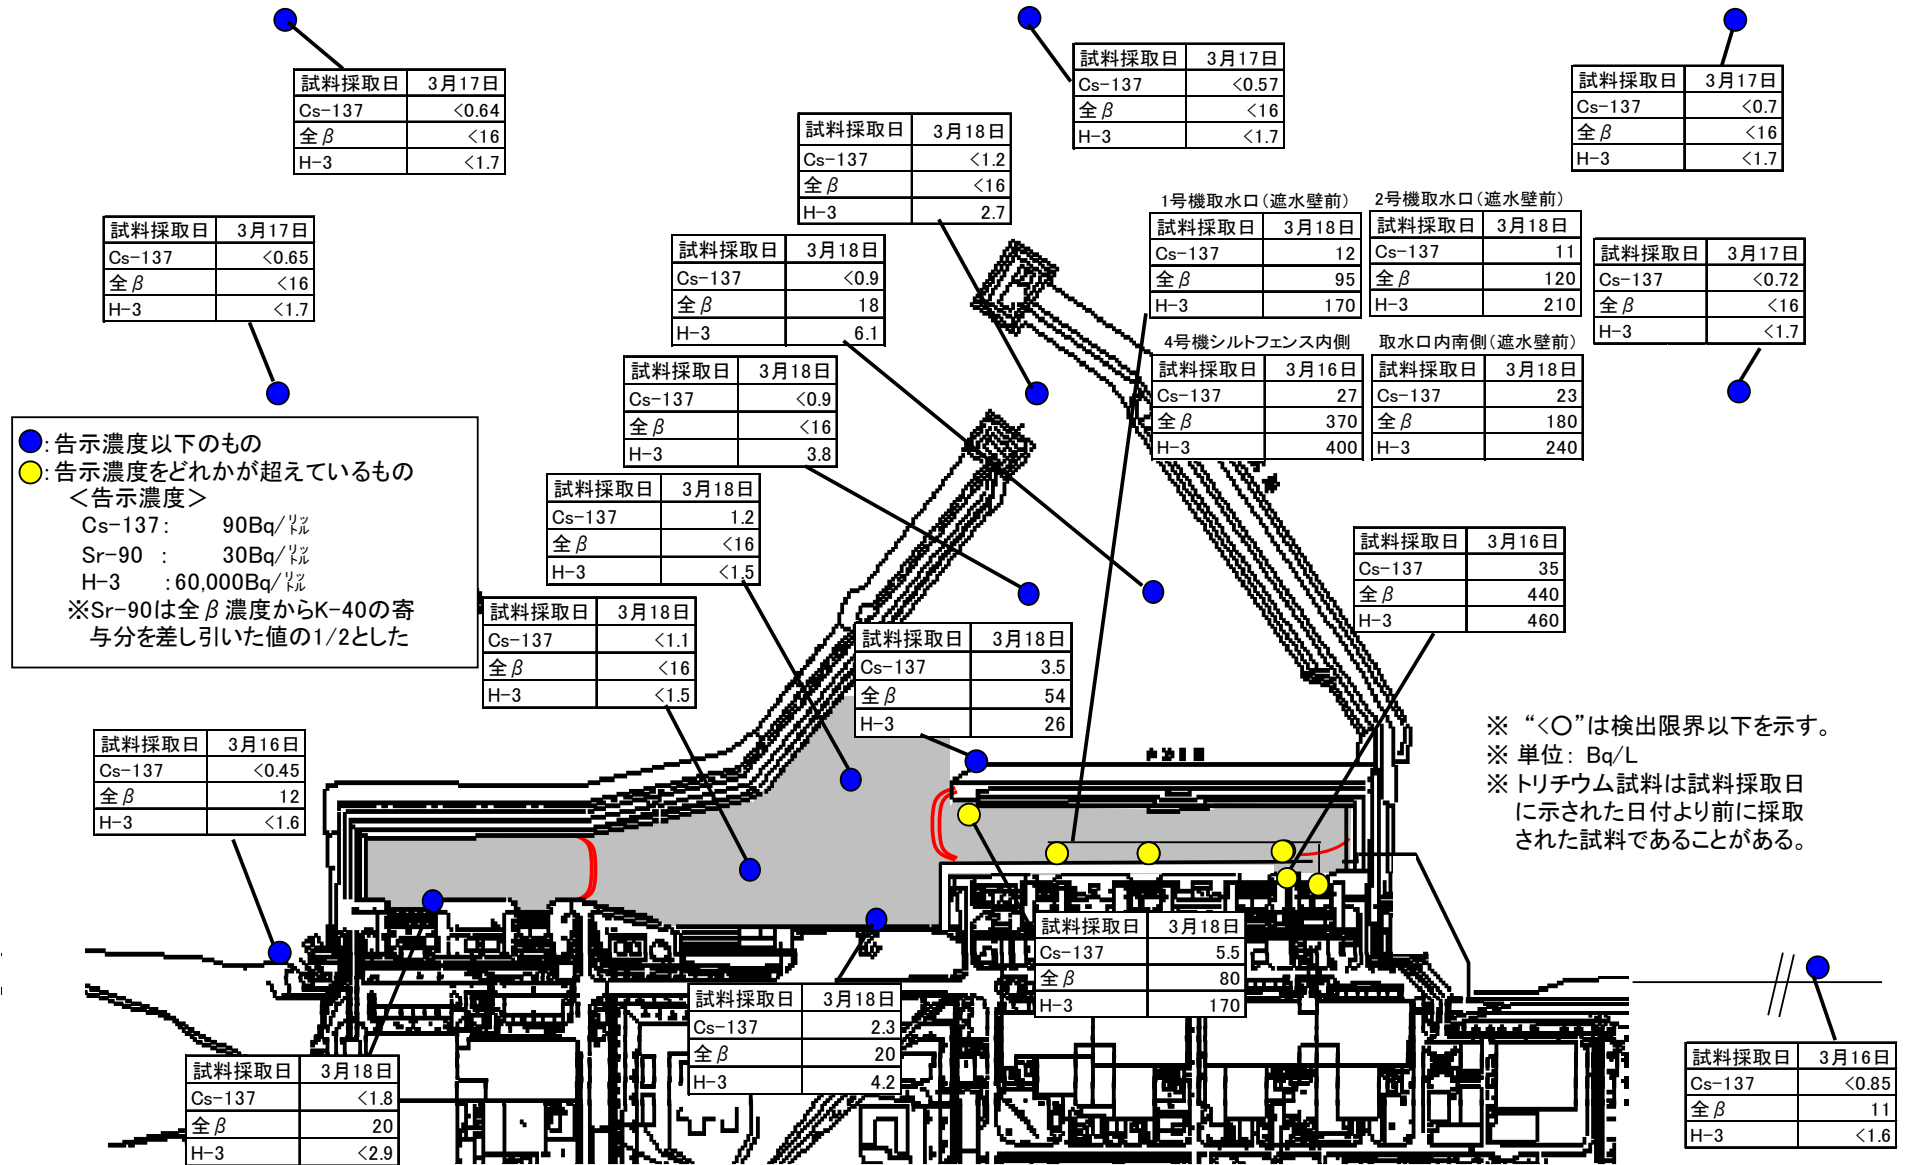 試料採取日 3月17日
Cs-137 <0.64
全β <16
H-3 <1.7
試料採取日 3月17日
Cs-137 <0.57
全β <16
H-3 <1.7
試料採取日 3月17日
Cs-137 <0.7
全β <16
H-3 <1.7
試料採取日 3月18日
Cs-137 <1.2
全β <16
H-3 2.7
試料採取日 3月17日
Cs-137 <0.65
全β <16
H-3 <1.7
試料採取日 3月18日
Cs-137 <0.9
全β 18
H-3 6.1
1号機取水口(遮水壁前)
試料採取日 3月18日
Cs-137 12
全β 95
H-3 170
2号機取水口(遮水壁前)
試料採取日 3月18日
Cs-137 11
全β 120
H-3 210
試料採取日 3月17日
Cs-137 <0.72
全β <16
H-3 <1.7
4号機シルトフェンス内側
試料採取日 3月16日
Cs-137 27
全β 370
H-3 400
取水口内南側(遮水壁前)
試料採取日 3月18日
Cs-137 23
全β 180
H-3 240
試料採取日 3月18日
Cs-137 <0.9
全β <16
H-3 3.8
:告示濃度以下のもの
:告示濃度をどれかが超えているもの
<告示濃度>
Cs-137: 90Bq/リットル
Sr-90 : 30Bq/リットル
H-3 :60,000Bq/リットル
※Sr-90は全β濃度からK-40の寄
与分を差し引いた値の1/2とした
試料採取日 3月18日
Cs-137 1.2
全β <16
H-3 <1.5
試料採取日 3月16日
Cs-137 35
全β 440
H-3 460
試料採取日 3月18日
Cs-137 <1.1
全β <16
H-3 <1.5
試料採取日 3月18日
Cs-137 3.5
全β 54
H-3 26
※ “<○”は検出限界以下を示す。
※ 単位: Bq/L
※ トリチウム試料は試料採取日
に示された日付より前に採取
された試料であることがある。
試料採取日 3月16日
Cs-137 <0.45
全β 12
H-3 <1.6
試料採取日 3月18日
Cs-137 5.5
全β 80
H-3 170
試料採取日 3月18日
Cs-137 2.3
全β 20
H-3 4.2
試料採取日 3月18日
Cs-137 <1.8
全β 20
H-3 <2.9
試料採取日 3月16日
Cs-137 <0.85
全β 11
H-3 <1.6